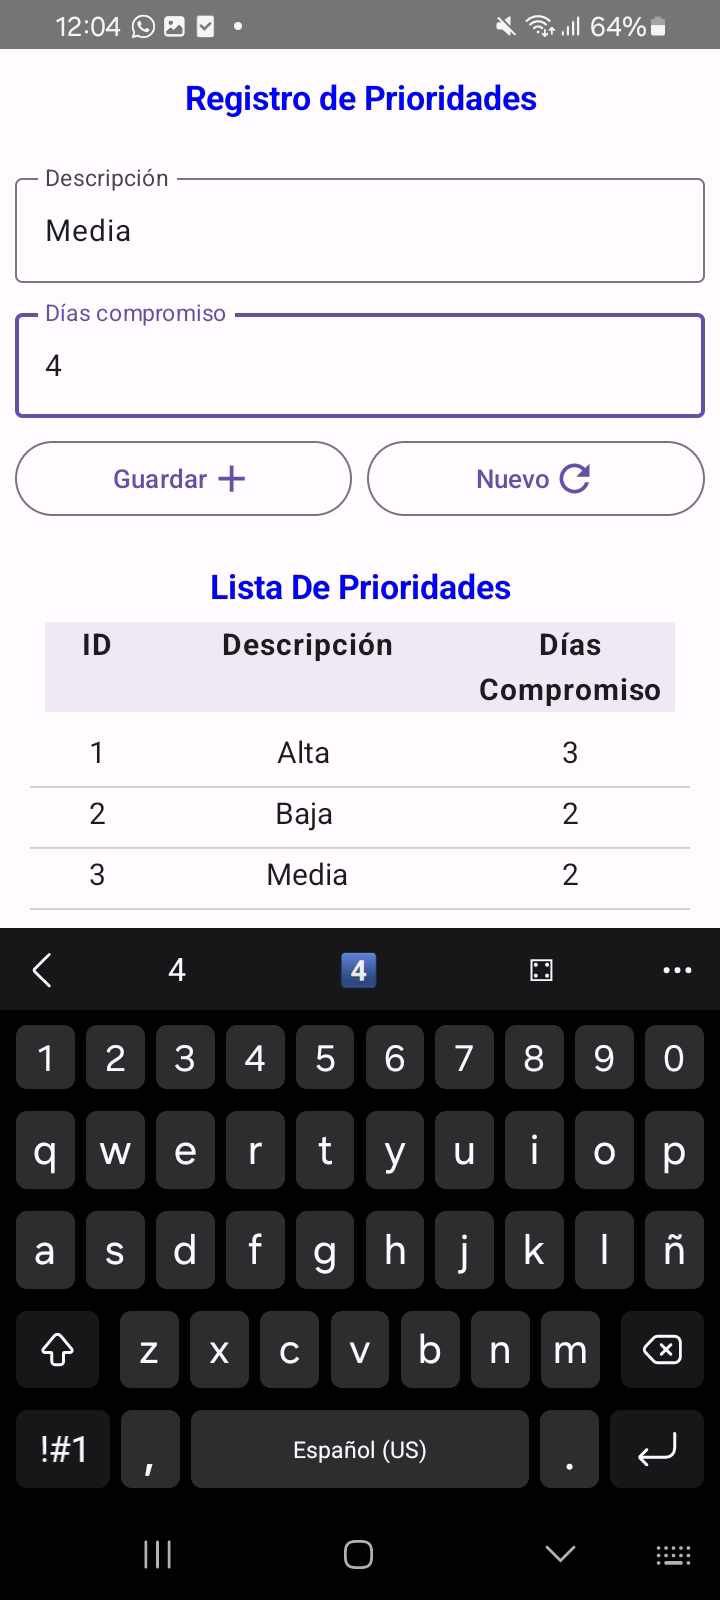 12:04 64%
Registro de Prioridades
Descripción
Media
Días compromiso
4
Guardar Nuevo
Lista De Prioridades
ID Descripción Días Compromiso
1 Alta 3
2 Baja 2
3 Media 2
4 4
1 2 3 4 5 6 7 8 9 0
q w e r t y u i o p
a s d f g h j k l ñ
z x c v b n m
!#1 , Español (US) .